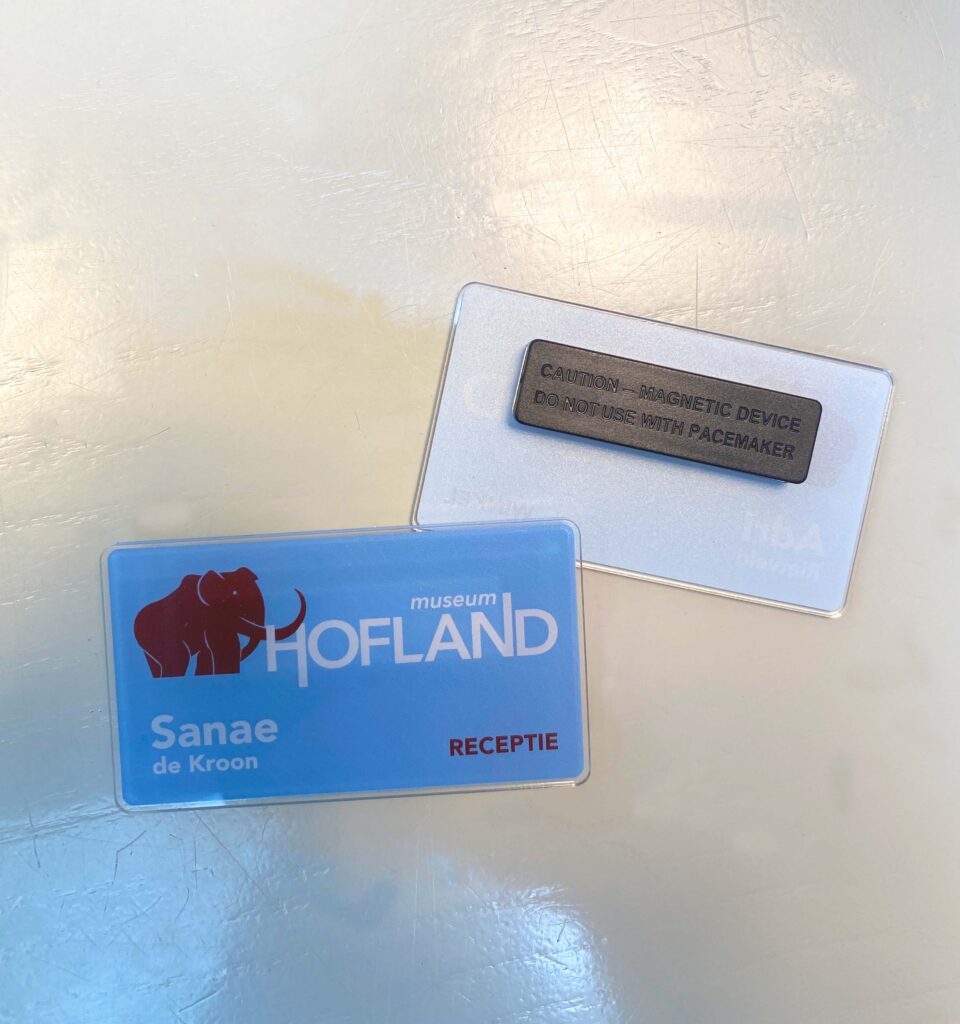 CAUTION – MAGNETIC DEVICE
DO NOT USE WITH PACEMAKER
museum
HOFLAND
Sanae
de Kroon
RECEPTIE